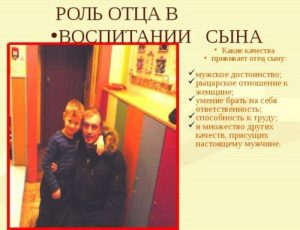 РОЛЬ ОТЦА В
•ВОСПИТАНИИ СЫНА
• Какие качества
• прививает отец сыну:
✓мужское достоинство;
✓рыцарское отношение к
женщине;
✓умение брать на себя
ответственность;
✓способность к труду;
✓и множество других
качеств, присущих
настоящему мужчине.